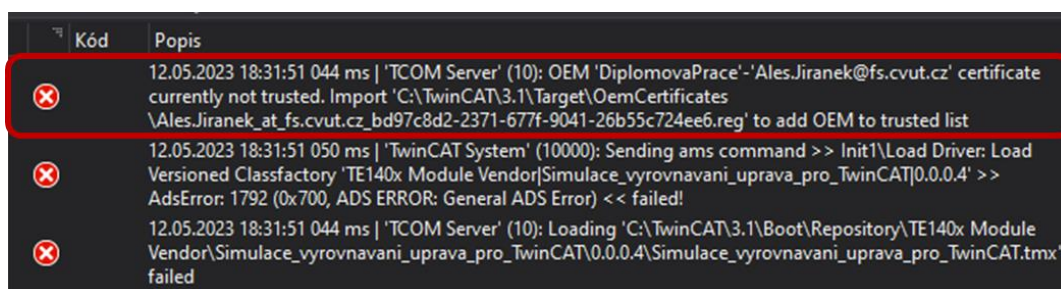 Kód Popis
12.05.2023 18:31:51 044 ms | 'TCOM Server' (10): OEM 'DiplomovaPrace'-'Ales.Jiranek@fs.cvut.cz' certificate
currently not trusted. Import 'C:\TwinCAT\3.1\Target\OemCertificates
\Ales.Jiranek_at_fs.cvut.cz_bd97c8d2-2371-677f-9041-26b55c724ee6.reg' to add OEM to trusted list
12.05.2023 18:31:51 050 ms | 'TwinCAT System' (10000): Sending ams command >> Init1\Load Driver: Load
Versioned Classfactory 'TE140x Module Vendor|Simulace_vyrovnavani_uprava_pro_TwinCAT|0.0.0.4' >>
AdsError: 1792 (0x700, ADS ERROR: General ADS Error) << failed!
12.05.2023 18:31:51 044 ms | 'TCOM Server' (10): Loading 'C:\TwinCAT\3.1\Boot\Repository\TE140x Module
Vendor\Simulace_vyrovnavani_uprava_pro_TwinCAT\0.0.0.4\Simulace_vyrovnavani_uprava_pro_TwinCAT.tmx'
failed